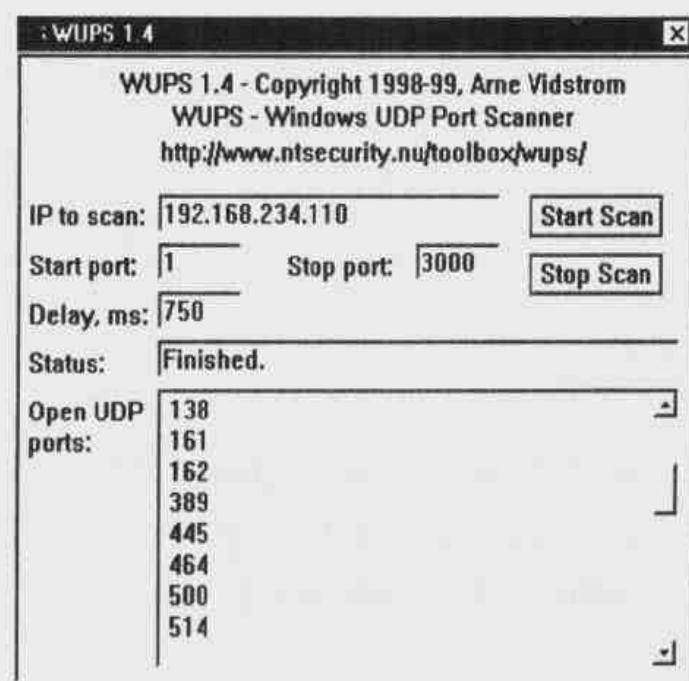 WUPS 1.4
WUPS 1.4 - Copyright 1998-99, Arne Vidstrom
WUPS - Windows UDP Port Scanner
http://www.ntsecurity.nu/toolbox/wups/
IP to scan: 192.168.234.110 Start Scan
Start port: 1 Stop port: 3000 Stop Scan
Delay, ms: 750
Status: Finished.
Open UDP ports:
138
161
162
389
445
464
500
514